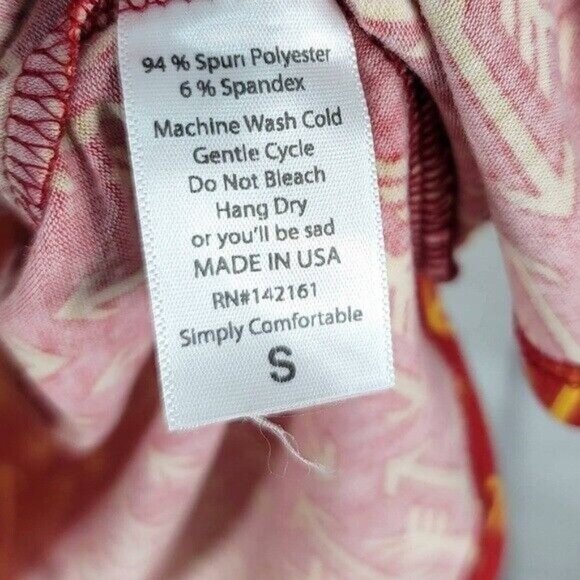 94 % Spun Polyester
6 % Spandex
Machine Wash Cold
Gentle Cycle
Do Not Bleach
Hang Dry
or you'll be sad
MADE IN USA
RN#142161
Simply Comfortable
S